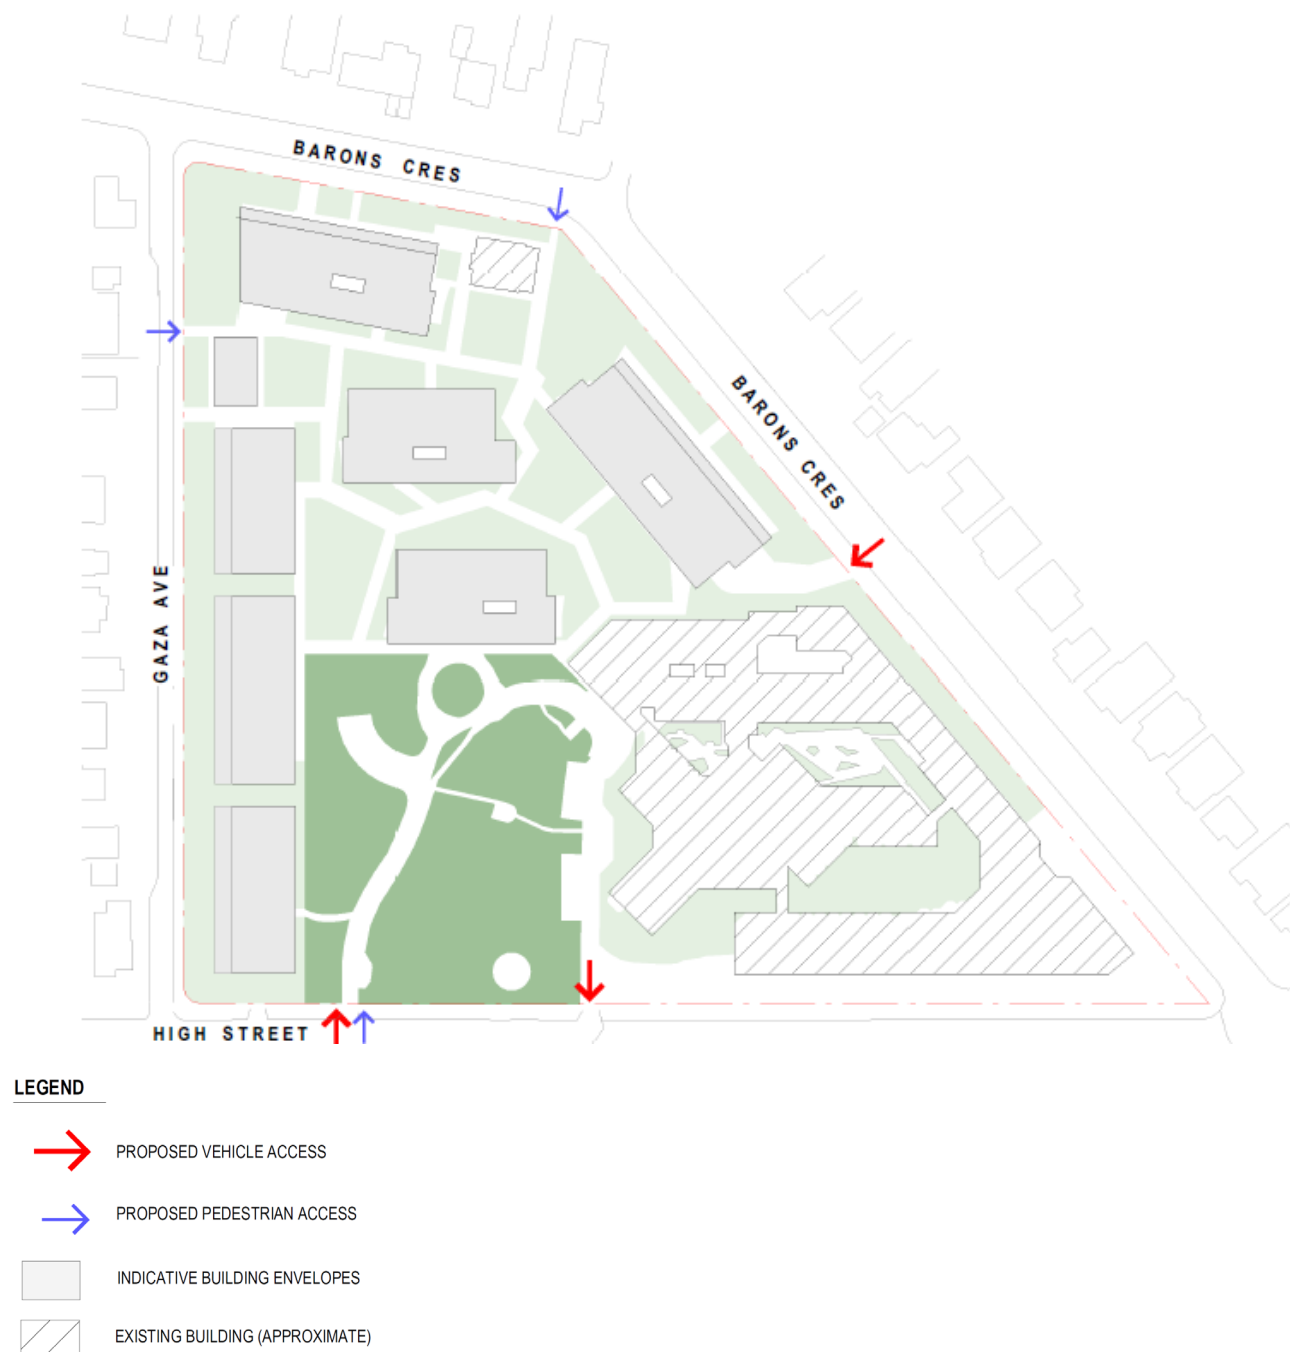 BARONS CRES
BARONS CRES
GAZA AVE
HIGH STREET
LEGEND
PROPOSED VEHICLE ACCESS
PROPOSED PEDESTRIAN ACCESS
INDICATIVE BUILDING ENVELOPES
EXISTING BUILDING (APPROXIMATE)